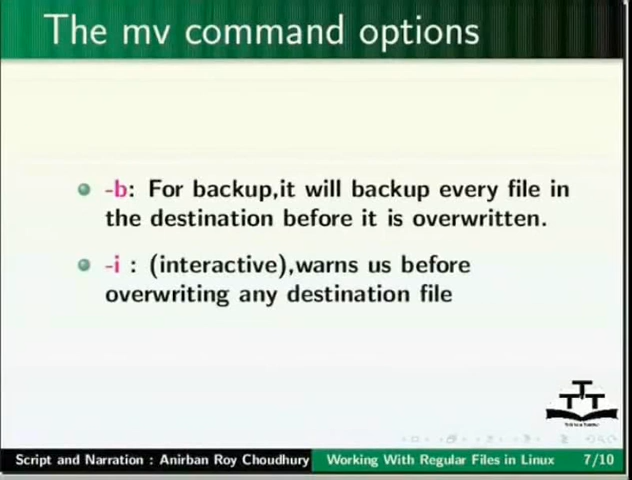 The mv command options
-b: For backup,it will backup every file in
the destination before it is overwritten.
-i : (interactive),warns us before
overwriting any destination file
TTT
Script and Narration : Anirban Roy Choudhury
Working With Regular Files in Linux
7/10